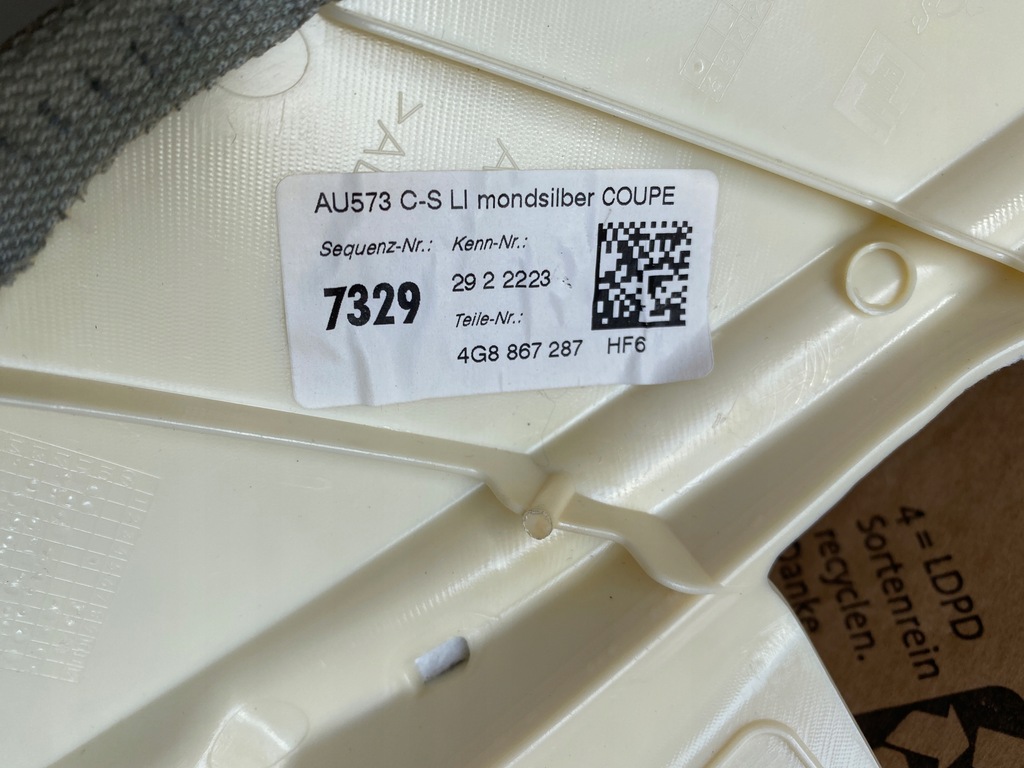 AU573 C-S LI mondsilber COUPE
Sequenz-Nr.: Kenn-Nr.:
7329 29 2 2223
Teile-Nr.:
4G8 867 287 HF6
4 = LDPD
Sortenrein
recyclen.
Danke